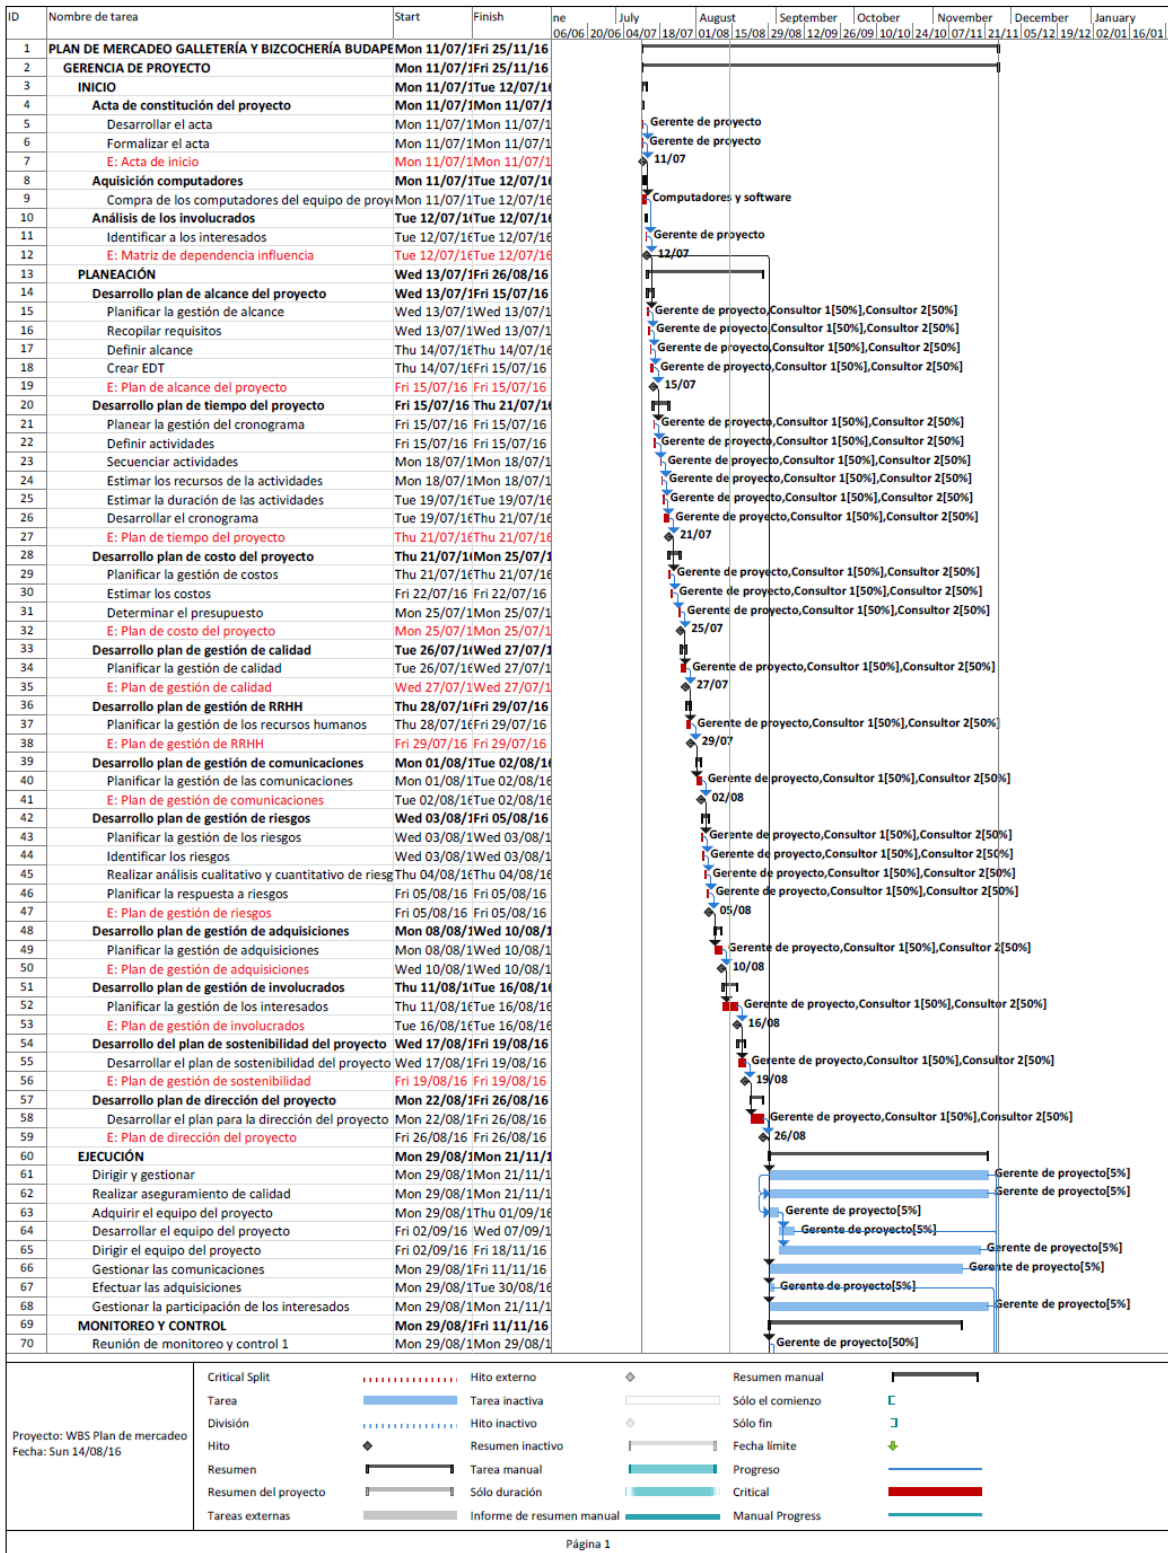 ID Nombre de tarea Start Finish ne July August September October November December January
06/06 20/06 04/07 18/07 01/08 15/08 29/08 12/09 26/09 10/10 24/10 07/11 21/11 05/12 19/12 02/01 16/01
1 PLAN DE MERCADEO GALLETERÍA Y BIZCOCHERÍA BUDAPE Mon 11/07/1 Fri 25/11/16
2 GERENCIA DE PROYECTO Mon 11/07/1 Fri 25/11/16
3 INICIO Mon 11/07/1 Tue 12/07/16
4 Acta de constitución del proyecto Mon 11/07/1 Mon 11/07/1
5 Desarrollar el acta Mon 11/07/1 Mon 11/07/1 Gerente de proyecto
6 Formalizar el acta Mon 11/07/1 Mon 11/07/1 Gerente de proyecto
7 E: Acta de inicio Mon 11/07/1 Mon 11/07/1 11/07
8 Aquisición computadores Mon 11/07/1 Tue 12/07/16
9 Compra de los computadores del equipo de proye Mon 11/07/1 Tue 12/07/16 Computadores y software
10 Análisis de los involucrados Tue 12/07/16 Tue 12/07/16
11 Identificar a los interesados Tue 12/07/16 Tue 12/07/16 Gerente de proyecto
12 E: Matriz de dependencia influencia Tue 12/07/16 Tue 12/07/16 12/07
13 PLANEACIÓN Wed 13/07/1 Fri 26/08/16
14 Desarrollo plan de alcance del proyecto Wed 13/07/1 Fri 15/07/16
15 Planificar la gestión de alcance Wed 13/07/1 Wed 13/07/1 Gerente de proyecto,Consultor 1[50%],Consultor 2[50%]
16 Recopilar requisitos Wed 13/07/1 Wed 13/07/1 Gerente de proyecto,Consultor 1[50%],Consultor 2[50%]
17 Definir alcance Thu 14/07/16 Thu 14/07/16 Gerente de proyecto,Consultor 1[50%],Consultor 2[50%]
18 Crear EDT Thu 14/07/16 Fri 15/07/16 Gerente de proyecto,Consultor 1[50%],Consultor 2[50%]
19 E: Plan de alcance del proyecto Fri 15/07/16 Fri 15/07/16 15/07
20 Desarrollo plan de tiempo del proyecto Fri 15/07/16 Thu 21/07/16
21 Planear la gestión del cronograma Fri 15/07/16 Fri 15/07/16 Gerente de proyecto,Consultor 1[50%],Consultor 2[50%]
22 Definir actividades Fri 15/07/16 Fri 15/07/16 Gerente de proyecto,Consultor 1[50%],Consultor 2[50%]
23 Secuenciar actividades Mon 18/07/1 Mon 18/07/1 Gerente de proyecto,Consultor 1[50%],Consultor 2[50%]
24 Estimar los recursos de la actividades Mon 18/07/1 Mon 18/07/1 Gerente de proyecto,Consultor 1[50%],Consultor 2[50%]
25 Estimar la duración de las actividades Tue 19/07/16 Tue 19/07/16 Gerente de proyecto,Consultor 1[50%],Consultor 2[50%]
26 Desarrollar el cronograma Tue 19/07/16 Thu 21/07/16 Gerente de proyecto,Consultor 1[50%],Consultor 2[50%]
27 E: Plan de tiempo del proyecto Thu 21/07/16 Thu 21/07/16 21/07
28 Desarrollo plan de costo del proyecto Thu 21/07/16 Mon 25/07/1
29 Planificar la gestión de costos Thu 21/07/16 Thu 21/07/16 Gerente de proyecto,Consultor 1[50%],Consultor 2[50%]
30 Estimar los costos Fri 22/07/16 Fri 22/07/16 Gerente de proyecto,Consultor 1[50%],Consultor 2[50%]
31 Determinar el presupuesto Mon 25/07/1 Mon 25/07/1 Gerente de proyecto,Consultor 1[50%],Consultor 2[50%]
32 E: Plan de costo del proyecto Mon 25/07/1 Mon 25/07/1 25/07
33 Desarrollo plan de gestión de calidad Tue 26/07/16 Wed 27/07/1
34 Planificar la gestión de calidad Tue 26/07/16 Wed 27/07/1 Gerente de proyecto,Consultor 1[50%],Consultor 2[50%]
35 E: Plan de gestión de calidad Wed 27/07/1 Wed 27/07/1 27/07
36 Desarrollo plan de gestión de RRHH Thu 28/07/16 Fri 29/07/16
37 Planificar la gestión de los recursos humanos Thu 28/07/16 Fri 29/07/16 Gerente de proyecto,Consultor 1[50%],Consultor 2[50%]
38 E: Plan de gestión de RRHH Fri 29/07/16 Fri 29/07/16 29/07
39 Desarrollo plan de gestión de comunicaciones Mon 01/08/1 Tue 02/08/16
40 Planificar la gestión de las comunicaciones Mon 01/08/1 Tue 02/08/16 Gerente de proyecto,Consultor 1[50%],Consultor 2[50%]
41 E: Plan de gestión de comunicaciones Tue 02/08/16 Tue 02/08/16 02/08
42 Desarrollo plan de gestión de riesgos Wed 03/08/1 Fri 05/08/16
43 Planificar la gestión de los riesgos Wed 03/08/1 Wed 03/08/1 Gerente de proyecto,Consultor 1[50%],Consultor 2[50%]
44 Identificar los riesgos Wed 03/08/1 Wed 03/08/1 Gerente de proyecto,Consultor 1[50%],Consultor 2[50%]
45 Realizar análisis cualitativo y cuantitativo de riesg Thu 04/08/16 Thu 04/08/16 Gerente de proyecto,Consultor 1[50%],Consultor 2[50%]
46 Planificar la respuesta a riesgos Fri 05/08/16 Fri 05/08/16 Gerente de proyecto,Consultor 1[50%],Consultor 2[50%]
47 E: Plan de gestión de riesgos Fri 05/08/16 Fri 05/08/16 05/08
48 Desarrollo plan de gestión de adquisiciones Mon 08/08/1 Wed 10/08/1
49 Planificar la gestión de adquisiciones Mon 08/08/1 Wed 10/08/1 Gerente de proyecto,Consultor 1[50%],Consultor 2[50%]
50 E: Plan de gestión de adquisiciones Wed 10/08/1 Wed 10/08/1 10/08
51 Desarrollo plan de gestión de involucrados Thu 11/08/16 Tue 16/08/16
52 Planificar la gestión de los interesados Thu 11/08/16 Tue 16/08/16 Gerente de proyecto,Consultor 1[50%],Consultor 2[50%]
53 E: Plan de gestión de involucrados Tue 16/08/16 Tue 16/08/16 16/08
54 Desarrollo del plan de sostenibilidad del proyecto Wed 17/08/1 Fri 19/08/16
55 Desarrollar el plan de sostenibilidad del proyecto Wed 17/08/1 Fri 19/08/16 Gerente de proyecto,Consultor 1[50%],Consultor 2[50%]
56 E: Plan de gestión de sostenibilidad Fri 19/08/16 Fri 19/08/16 19/08
57 Desarrollo plan de dirección del proyecto Mon 22/08/1 Fri 26/08/16
58 Desarrollar el plan para la dirección del proyecto Mon 22/08/1 Fri 26/08/16 Gerente de proyecto,Consultor 1[50%],Consultor 2[50%]
59 E: Plan de dirección del proyecto Fri 26/08/16 Fri 26/08/16 26/08
60 EJECUCIÓN Mon 29/08/1 Mon 21/11/1
61 Dirigir y gestionar Mon 29/08/1 Mon 21/11/1 Gerente de proyecto[5%]
62 Realizar aseguramiento de calidad Mon 29/08/1 Mon 21/11/1 Gerente de proyecto[5%]
63 Adquirir el equipo del proyecto Mon 29/08/1 Thu 01/09/16 Gerente de proyecto[5%]
64 Desarrollar el equipo del proyecto Fri 02/09/16 Wed 07/09/1 Gerente de proyecto[5%]
65 Dirigir el equipo del proyecto Fri 02/09/16 Fri 18/11/16 Gerente de proyecto[5%]
66 Gestionar las comunicaciones Mon 29/08/1 Fri 11/11/16 Gerente de proyecto[5%]
67 Efectuar las adquisiciones Mon 29/08/1 Tue 30/08/16 Gerente de proyecto[5%]
68 Gestionar la participación de los interesados Mon 29/08/1 Mon 21/11/1 Gerente de proyecto[5%]
69 MONITOREO Y CONTROL Mon 29/08/1 Fri 11/11/16
70 Reunión de monitoreo y control 1 Mon 29/08/1 Mon 29/08/1 Gerente de proyecto[50%]
Proyecto: WBS Plan de mercadeo
Fecha: Sun 14/08/16
Critical Split Hito externo Resumen manual
Tarea Tarea inactiva Sólo el comienzo
División Hito inactivo Sólo fin
Hito Resumen inactivo Fecha límite
Resumen Tarea manual Progreso
Resumen del proyecto Sólo duración Critical
Tareas externas Informe de resumen manual Manual Progress
Página 1